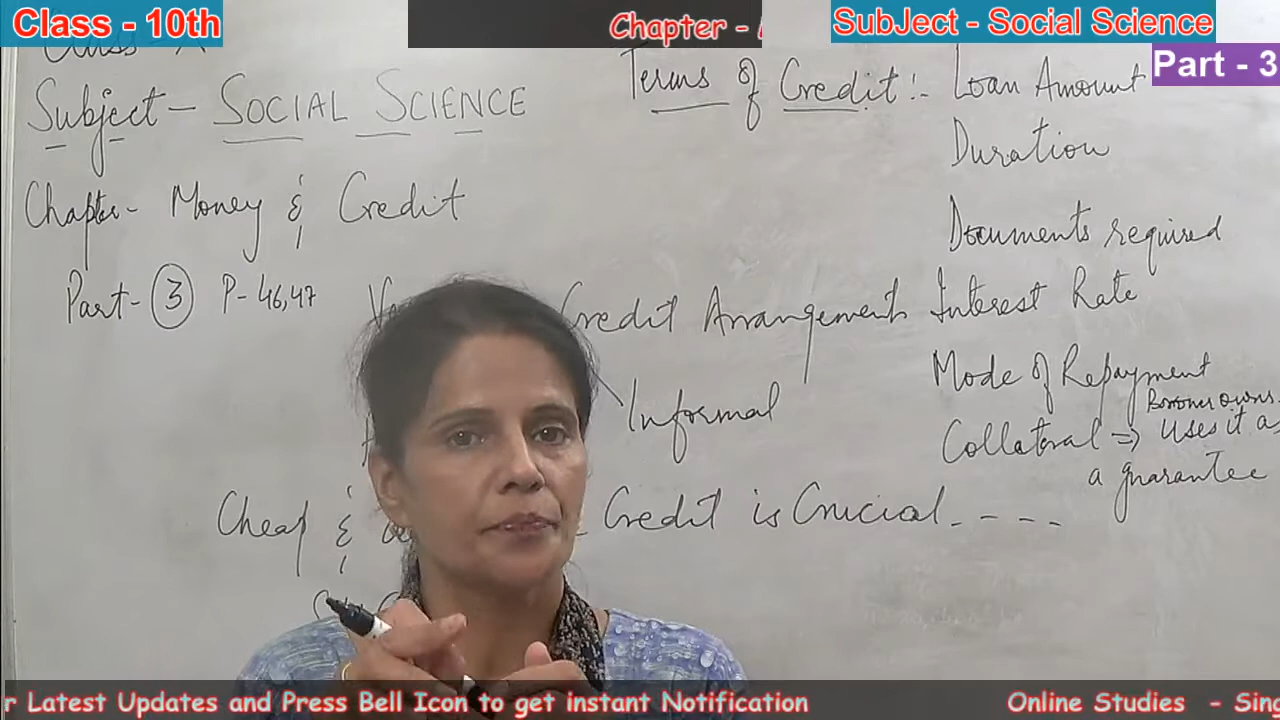 Class - 10th
Chapter -
SubJect - Social Science
Part - 3
Subject - SOCIAL SCIENCE
Chapter - Money & Credit
Part - 3 P - 46,47
Terms of Credit :- Loan Amount
Duration
Documents required
Interest Rate
Mode of Repayment
Collateral => Borrower owns
Uses it as
a guarantee
Credit Arrangements
Informal
Cheap & Credit is Crucial - - - -
Latest Updates and Press Bell Icon to get instant Notification
Online Studies -